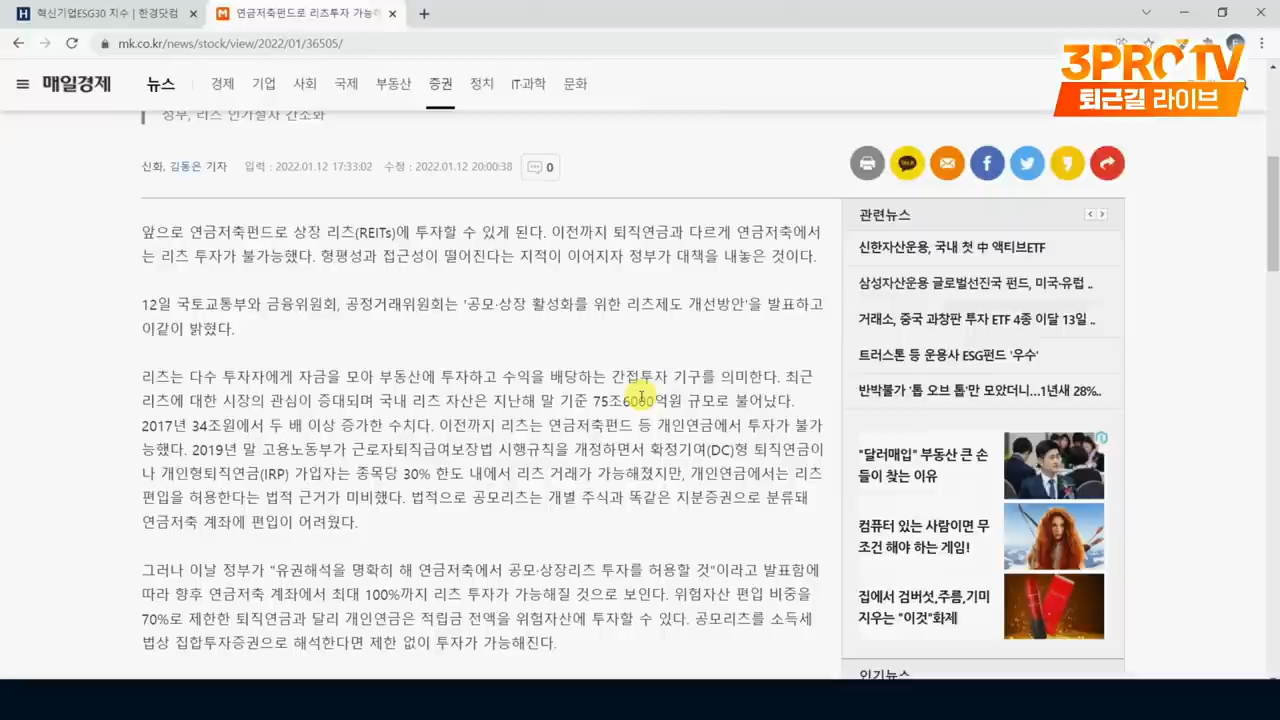 혁신기업ESG30 지수 | 한경닷컴
연금저축펀드로 리츠투자 가능하
mk.co.kr/news/stock/view/2022/01/36505/
3PRO TV
퇴근길 라이브
매일경제
뉴스 경제 기업 사회 국제 부동산 증권 정치 IT·과학 문화
정부, 리츠 인가절차 간소화
신화, 김동은 기자 입력 : 2022.01.12 17:33:02 수정 : 2022.01.12 20:00:38 0
앞으로 연금저축펀드로 상장 리츠(REITs)에 투자할 수 있게 된다. 이전까지 퇴직연금과 다르게 연금저축에서
는 리츠 투자가 불가능했다. 형평성과 접근성이 떨어진다는 지적이 이어지자 정부가 대책을 내놓은 것이다.
12일 국토교통부와 금융위원회, 공정거래위원회는 '공모·상장 활성화를 위한 리츠제도 개선방안'을 발표하고
이같이 밝혔다.
리츠는 다수 투자자에게 자금을 모아 부동산에 투자하고 수익을 배당하는 간접투자 기구를 의미한다. 최근
리츠에 대한 시장의 관심이 증대되며 국내 리츠 자산은 지난해 말 기준 75조6000억원 규모로 불어났다.
2017년 34조원에서 두 배 이상 증가한 수치다. 이전까지 리츠는 연금저축펀드 등 개인연금에서 투자가 불가
능했다. 2019년 말 고용노동부가 근로자퇴직급여보장법 시행규칙을 개정하면서 확정기여(DC)형 퇴직연금이
나 개인형퇴직연금(IRP) 가입자는 종목당 30% 한도 내에서 리츠 거래가 가능해졌지만, 개인연금에서는 리츠
편입을 허용한다는 법적 근거가 미비했다. 법적으로 공모리츠는 개별 주식과 똑같은 지분증권으로 분류돼
연금저축 계좌에 편입이 어려웠다.
그러나 이날 정부가 "유권해석을 명확히 해 연금저축에서 공모·상장리츠 투자를 허용할 것"이라고 발표함에
따라 향후 연금저축 계좌에서 최대 100%까지 리츠 투자가 가능해질 것으로 보인다. 위험자산 편입 비중을
70%로 제한한 퇴직연금과 달리 개인연금은 적립금 전액을 위험자산에 투자할 수 있다. 공모리츠를 소득세
법상 집합투자증권으로 해석한다면 제한 없이 투자가 가능해진다.
관련뉴스
신한자산운용, 국내 첫 中 액티브ETF
삼성자산운용 글로벌선진국 펀드, 미국·유럽 ..
거래소, 중국 과창판 투자 ETF 4종 이달 13일 ..
트러스톤 등 운용사 ESG펀드 '우수'
반박불가 '톱 오브 톱'만 모았더니...1년새 28%..
"달러매입" 부동산 큰 손
들이 찾는 이유
컴퓨터 있는 사람이면 무
조건 해야 하는 게임!
집에서 검버섯,주름,기미
지우는 "이것"화제
인기뉴스